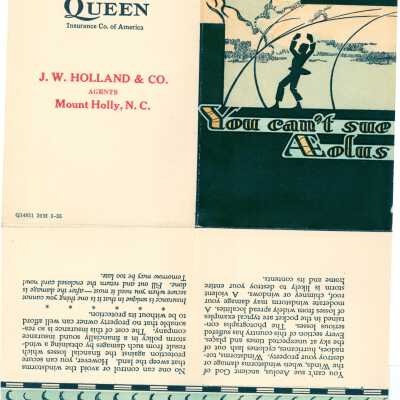 QUEEN
Insurance Co. of America
J. W. HOLLAND & CO.
AGENTS
Mount Holly, N. C.
Q14851 50M 5-35
You can't sue
Æolus
You can't sue Aeolus, ancient God of
the Winds, when windstorms damage or
destroy your property. Windstorms, tor-
nadoes, hurricanes, cyclones lash out of
the sky at unexpected times and places.
Every section of this country has suffered
serious losses. The photographs con-
tained in the pocket are typical examples
of losses from widely spread localities. A
moderate windstorm may damage your
roof, chimney or windows. A violent
storm is likely to destroy your entire
home and its contents.
No one can control or avoid the windstorms
that sweep the land. However, you secure
protection against the financial losses which
result from such damage by obtaining a wind-
storm policy in a financially sound insurance
company. The cost of this insurance is so rea-
sonable that no property owner can well afford
to be without its protection.
* * * * *
Insurance is unique in that it is one thing you cannot
secure when you need it most—after the damage is
done. Fill out and return the enclosed card now!
Tomorrow may be too late.